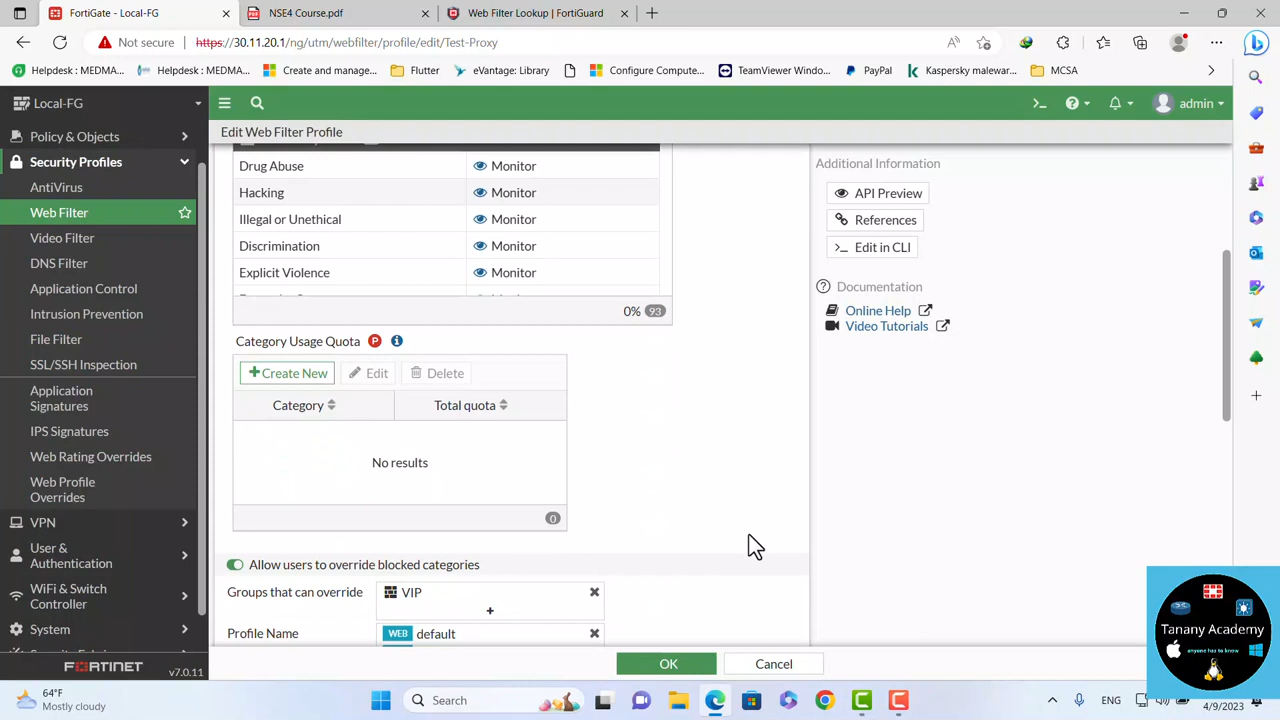 FortiGate - Local-FG
NSE4 Course.pdf
Web Filter Lookup | FortiGuard
Not secure
https://30.11.20.1/ng/utm/webfilter/profile/edit/Test-Proxy
Helpdesk : MEDMA...
Helpdesk : MEDMA...
Create and manage...
Flutter
eVantage: Library
Configure Compute...
TeamViewer Windo...
PayPal
Kaspersky malewar...
MCSA
Local-FG
admin
Edit Web Filter Profile
Policy & Objects
Security Profiles
AntiVirus
Web Filter
Video Filter
DNS Filter
Application Control
Intrusion Prevention
File Filter
SSL/SSH Inspection
Application
Signatures
IPS Signatures
Web Rating Overrides
Web Profile
Overrides
VPN
User &
Authentication
WiFi & Switch
Controller
System
FORTINET
v7.0.11
Drug Abuse
Monitor
Hacking
Monitor
Illegal or Unethical
Monitor
Discrimination
Monitor
Explicit Violence
Monitor
0% 93
Category Usage Quota P
Create New
Edit
Delete
Category
Total quota
No results
0
Allow users to override blocked categories
Groups that can override
VIP
+
Profile Name
WEB default
OK
Cancel
Additional Information
API Preview
References
Edit in CLI
Documentation
Online Help
Video Tutorials
Tanany Academy
anyone has to know
64°F
Mostly cloudy
Search
ENG
4/9/2023